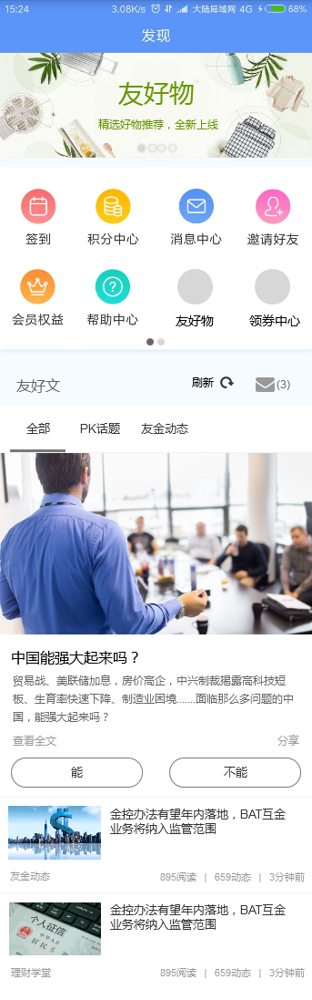 15:24 3.08K/s 大陆局域网 4G 68%
发现
友好物
精选好物推荐，全新上线
签到 积分中心 消息中心 邀请好友
会员权益 帮助中心 友好物 领券中心
友好文 刷新 (3)
全部 PK话题 友金动态
中国能强大起来吗？
贸易战、美联储加息，房价高企，中兴制裁揭露高科技短
板、生育率快速下降、制造业困境.......面临那么多问题的中
国，能强大起来吗？
查看全文 分享
能 不能
金控办法有望年内落地，BAT互金
业务将纳入监管范围
友金动态 895阅读 | 659动态 | 3分钟前
个人征信
金控办法有望年内落地，BAT互金
业务将纳入监管范围
理财学堂 895阅读 | 659动态 | 3分钟前